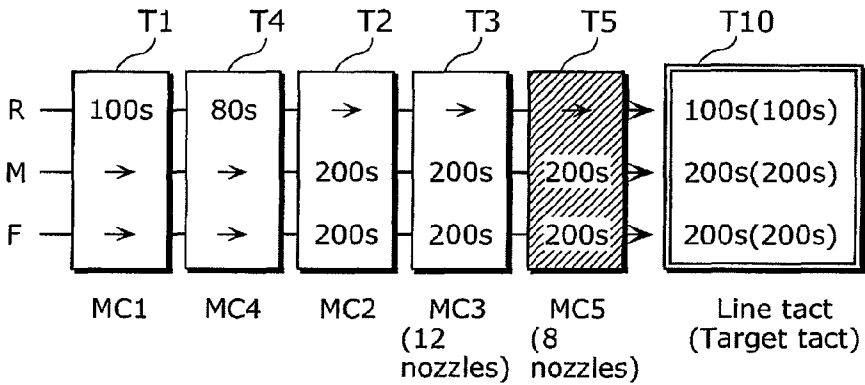 T1 T4 T2 T3 T5 T10
R 100s 80s → → → 100s(100s)
M → → 200s 200s 200s 200s(200s)
F → → 200s 200s 200s 200s(200s)
MC1 MC4 MC2 MC3 MC5 Line tact
(12 (8 (Target tact)
nozzles) nozzles)